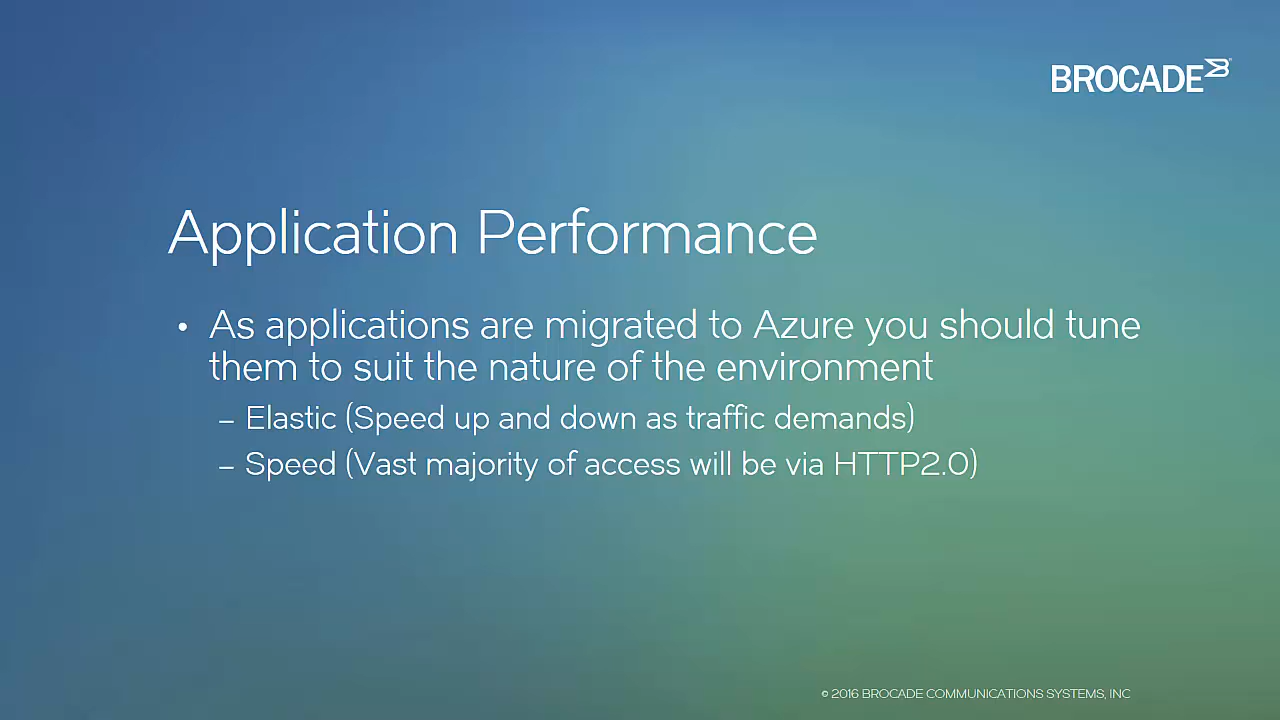 BROCADE
Application Performance
• As applications are migrated to Azure you should tune
them to suit the nature of the environment
– Elastic (Speed up and down as traffic demands)
– Speed (Vast majority of access will be via HTTP2.0)
© 2016 BROCADE COMMUNICATIONS SYSTEMS, INC